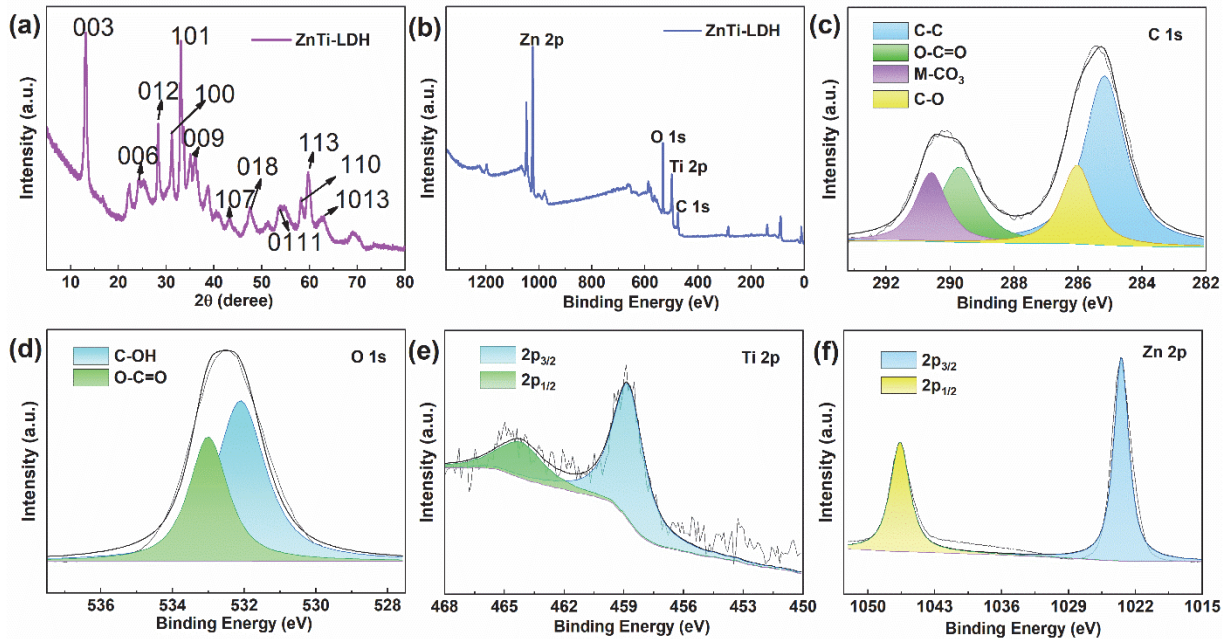 (a)
003
101
ZnTi-LDH
012
100
006
009
113
110
018
107
0111
1013
Intensity (a.u.)
10 20 30 40 50 60 70 80
2θ (deree)
(b)
ZnTi-LDH
Zn 2p
O 1s
Ti 2p
C 1s
Intensity (a.u.)
1200 1000 800 600 400 200 0
Binding Energy (eV)
(c)
C-C
O-C=O
M-CO₃
C-O
C 1s
Intensity (a.u.)
292 290 288 286 284 282
Binding Energy (eV)
(d)
C-OH
O-C=O
O 1s
Intensity (a.u.)
536 534 532 530 528
Binding Energy (eV)
(e)
2p₃/₂
2p₁/₂
Ti 2p
Intensity (a.u.)
468 465 462 459 456 453 450
Binding Energy (eV)
(f)
2p₃/₂
2p₁/₂
Zn 2p
Intensity (a.u.)
1050 1043 1036 1029 1022 1015
Binding Energy (eV)